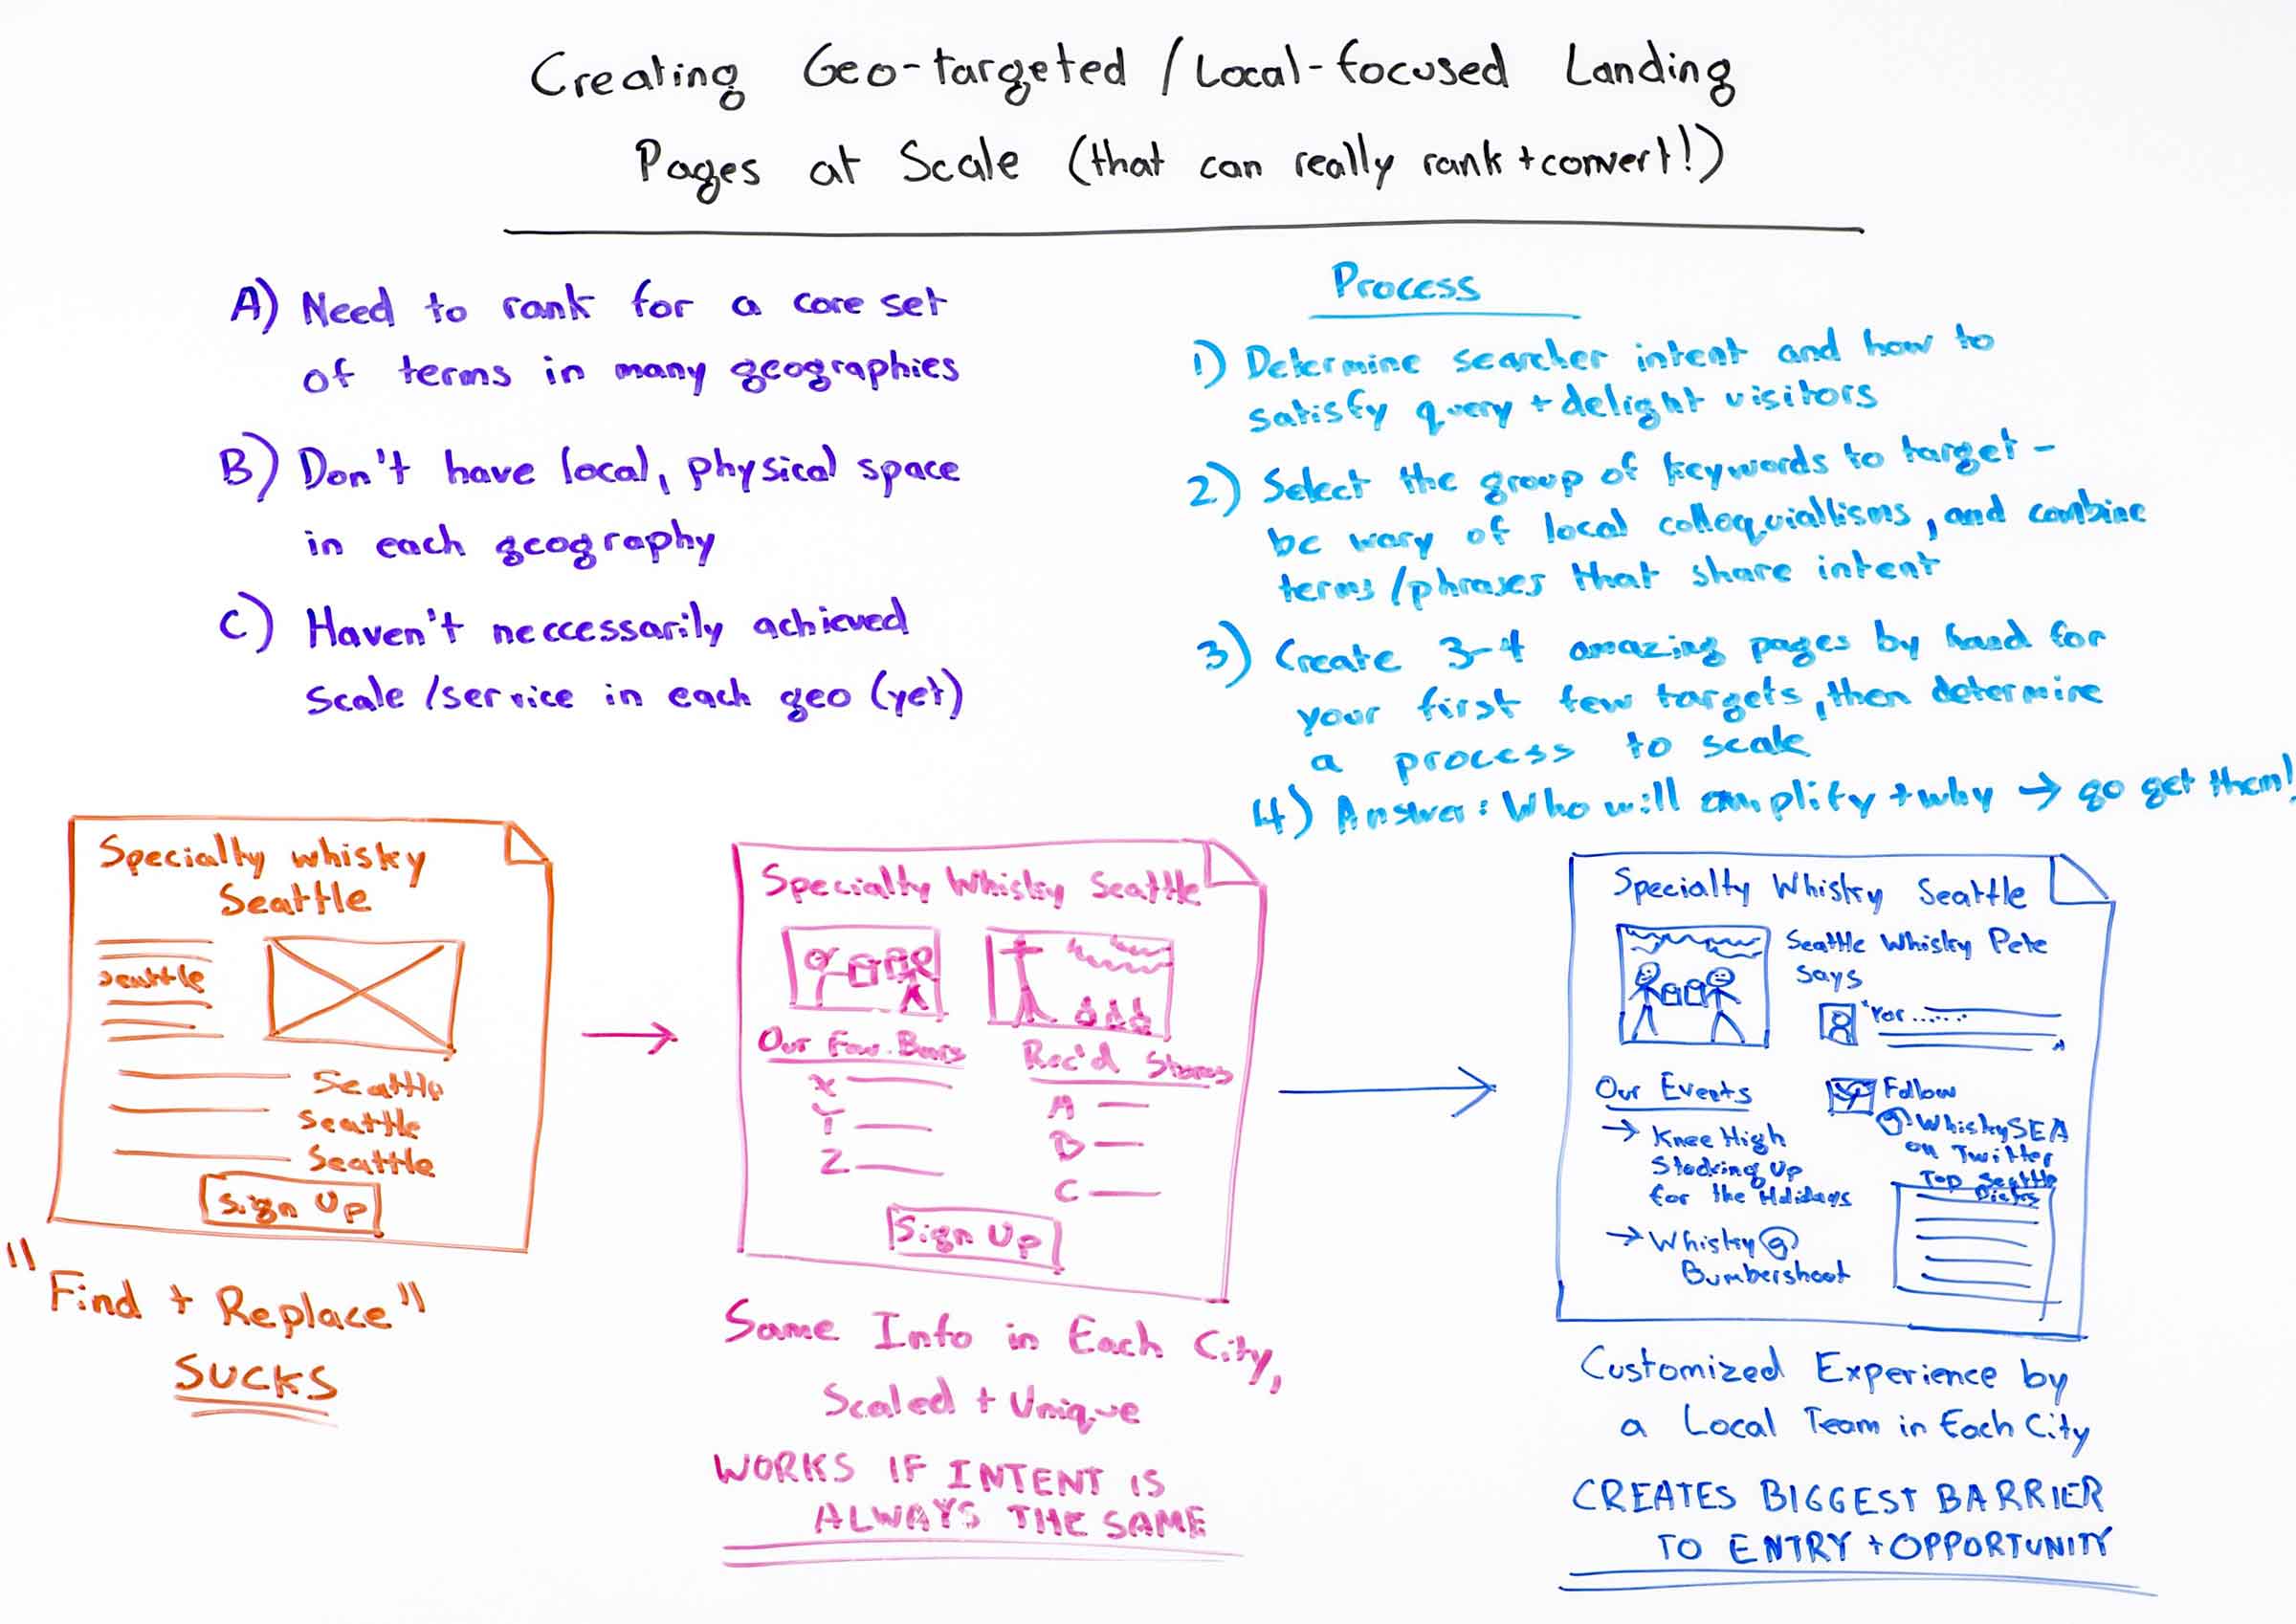 Creating Geo-targeted / Local-focused Landing
Pages at Scale (that can really rank + convert!)
A) Need to rank for a core set
of terms in many geographies
B) Don't have local, physical space
in each geography
C) Haven't neccessarily achieved
scale / service in each geo (yet)
Process
1) Determine searcher intent and how to
satisfy query + delight visitors
2) Select the group of keywords to target -
be wary of local colloquiallisms, and combine
terms / phrases that share intent
3) Create 3-4 amazing pages by hand for
your first few targets, then determine
a process to scale
4) Answer: Who will amplify + why → go get them!
Specialty whisky
Seattle
Seattle
Seattle
Seattle
Seattle
Sign Up
"Find + Replace"
SUCKS
Specialty Whisky Seattle
Our Fav. Bars
X
Y
Z
Rec'd Stores
A
B
C
Sign Up
Same Info in Each City,
Scaled + Unique
WORKS IF INTENT IS
ALWAYS THE SAME
Specialty Whisky Seattle
Seattle Whisky Pete
says
Our Events
→ Knee High
Stocking Up
for the Holidays
→ Whisky @
Bumbershoot
Follow
@WhiskySEA
on Twitter
Top Seattle
Picks
Customized Experience by
a Local Team in Each City
CREATES BIGGEST BARRIER
TO ENTRY + OPPORTUNITY